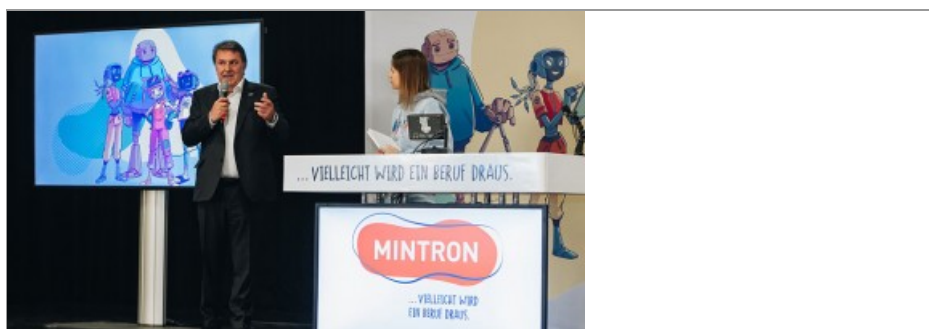 ... VIELLEICHT WIRD EIN BERUF DRAUS.
MINTRON
... VIELLEICHT WIRD
EIN BERUF DRAUS.